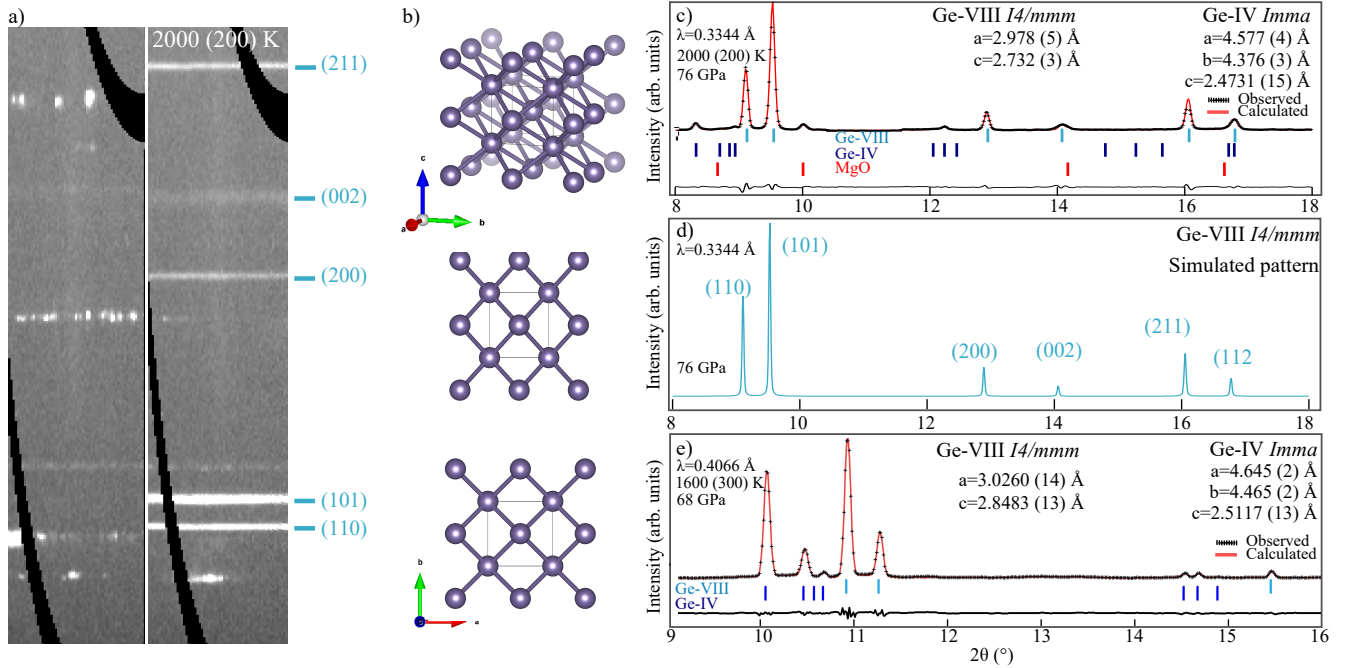 a)
2000 (200) K
(211)
(002)
(200)
(101)
(110)
b)
c
a
b
b
a
c)
λ=0.3344 Å
2000 (200) K
76 GPa
Ge-VIII I4/mmm
a=2.978 (5) Å
c=2.732 (3) Å
Ge-IV Imma
a=4.577 (4) Å
b=4.376 (3) Å
c=2.4731 (15) Å
Observed
Calculated
Ge-VIII
Ge-IV
MgO
Intensity (arb. units)
8 10 12 14 16 18
d)
λ=0.3344 Å
(101)
Ge-VIII I4/mmm
Simulated pattern
(110)
(211)
(200)
(002)
(112
76 GPa
Intensity (arb. units)
8 10 12 14 16 18
e)
λ=0.4066 Å
1600 (300) K
68 GPa
Ge-VIII I4/mmm
a=3.0260 (14) Å
c=2.8483 (13) Å
Ge-IV Imma
a=4.645 (2) Å
b=4.465 (2) Å
c=2.5117 (13) Å
Observed
Calculated
Ge-VIII
Ge-IV
Intensity (arb. units)
9 10 11 12 13 14 15 16
2θ (°)